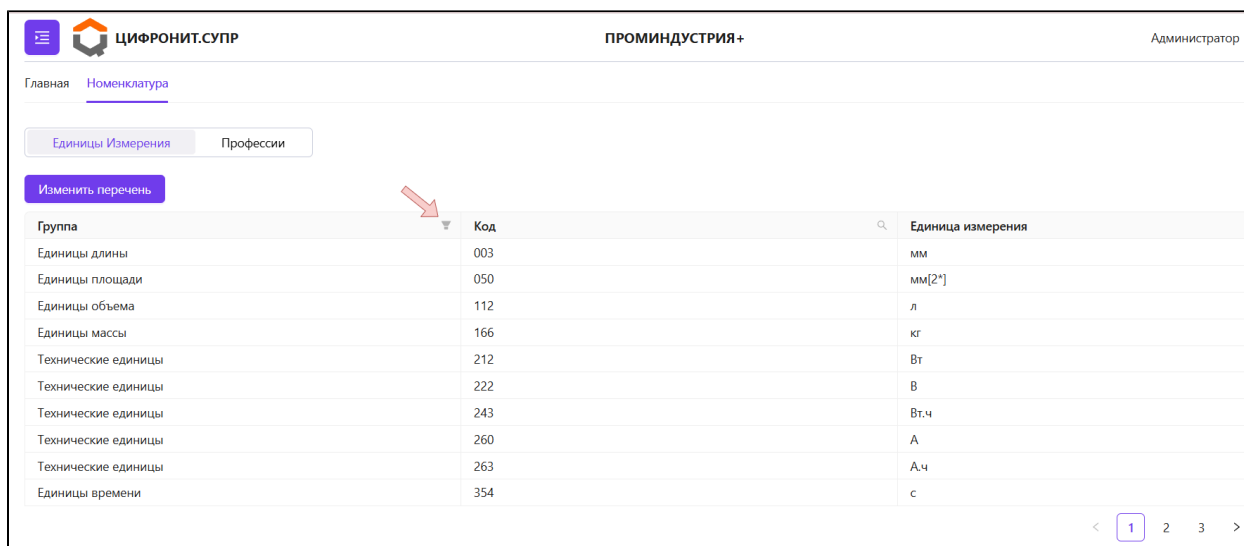 ЦИФРОНИТ.СУПР ПРОМИНДУСТРИЯ+ Администратор
Главная Номенклатура
Единицы Измерения Профессии
Изменить перечень
Группа Код Единица измерения
Единицы длины 003 мм
Единицы площади 050 мм[2*]
Единицы объема 112 л
Единицы массы 166 кг
Технические единицы 212 Вт
Технические единицы 222 В
Технические единицы 243 Вт.ч
Технические единицы 260 А
Технические единицы 263 А.ч
Единицы времени 354 с
< 1 2 3 >